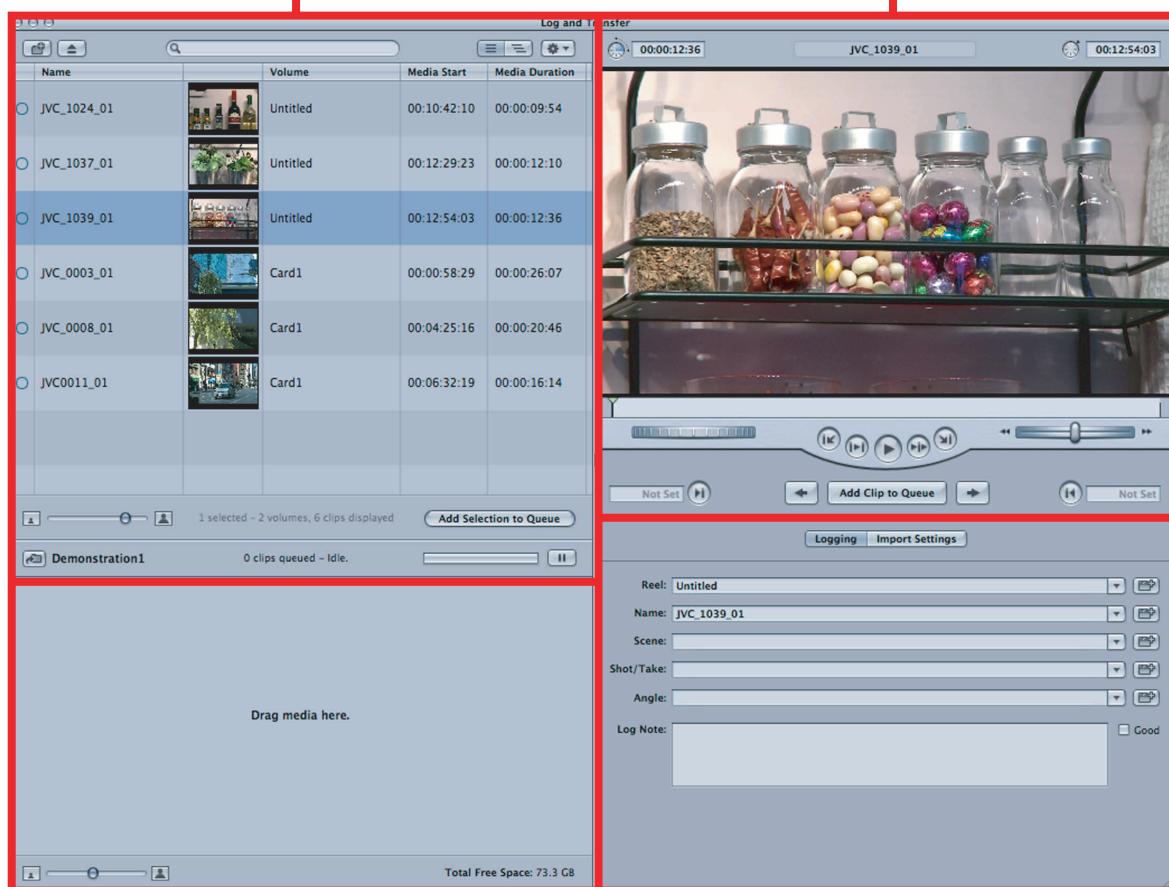 Log and Transfer
Name Volume Media Start Media Duration
JVC_1024_01 Untitled 00:10:42:10 00:00:09:54
JVC_1037_01 Untitled 00:12:29:23 00:00:12:10
JVC_1039_01 Untitled 00:12:54:03 00:00:12:36
JVC_0003_01 Card1 00:00:58:29 00:00:26:07
JVC_0008_01 Card1 00:04:25:16 00:00:20:46
JVC0011_01 Card1 00:06:32:19 00:00:16:14
1 selected – 2 volumes, 6 clips displayed
Add Selection to Queue
Demonstration1 0 clips queued – Idle.
Drag media here.
Total Free Space: 73.3 GB
00:00:12:36 JVC_1039_01 00:12:54:03
Not Set Add Clip to Queue Not Set
Logging Import Settings
Reel: Untitled
Name: JVC_1039_01
Scene:
Shot/Take:
Angle:
Log Note: Good